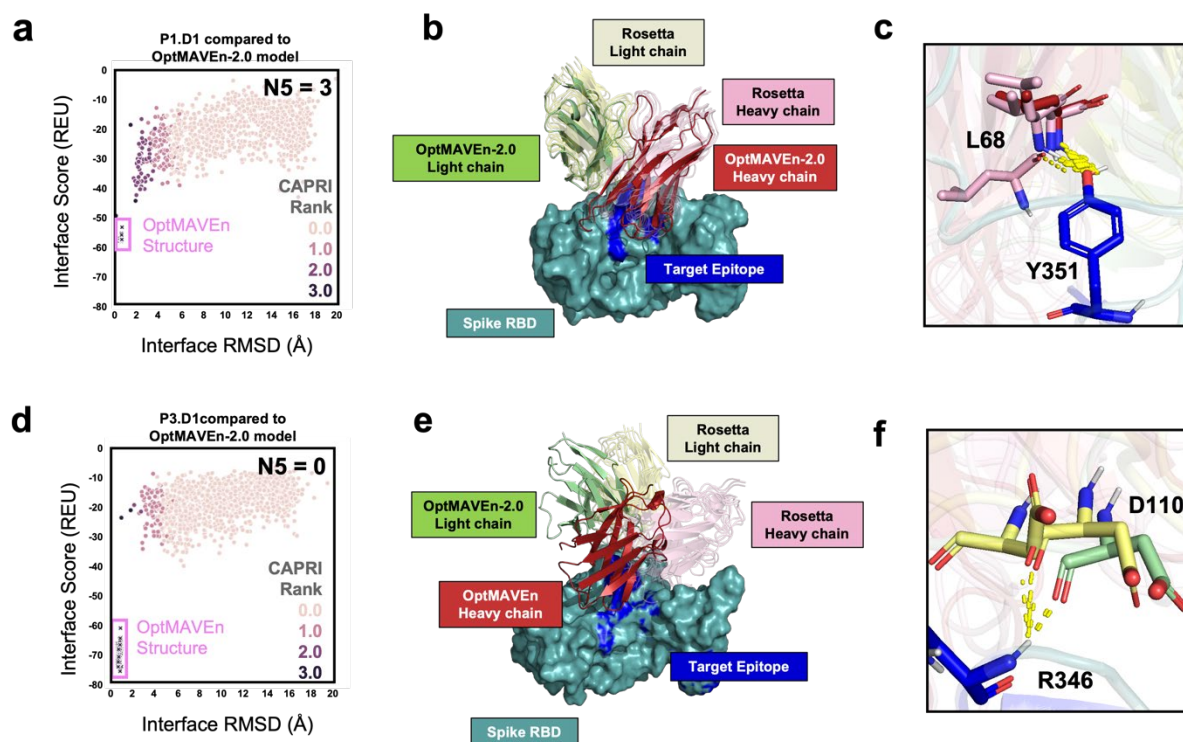 a
P1.D1 compared to
OptMAVEn-2.0 model
N5 = 3
Interface Score (REU)
0
-10
-20
-30
-40
-50
-60
-70
-80
CAPRI
Rank
0.0
1.0
2.0
3.0
OptMAVEn
Structure
0 2 4 6 8 10 12 14 16 18 20
Interface RMSD (Å)
b
Rosetta
Light chain
Rosetta
Heavy chain
OptMAVEn-2.0
Light chain
OptMAVEn-2.0
Heavy chain
Target Epitope
Spike RBD
c
L68
Y351
d
P3.D1compared to
OptMAVEn-2.0 model
N5 = 0
Interface Score (REU)
0
-10
-20
-30
-40
-50
-60
-70
-80
CAPRI
Rank
0.0
1.0
2.0
3.0
OptMAVEn
Structure
0 2 4 6 8 10 12 14 16 18 20
Interface RMSD (Å)
e
Rosetta
Light chain
OptMAVEn-2.0
Light chain
Rosetta
Heavy chain
OptMAVEn
Heavy chain
Target Epitope
Spike RBD
f
D110
R346